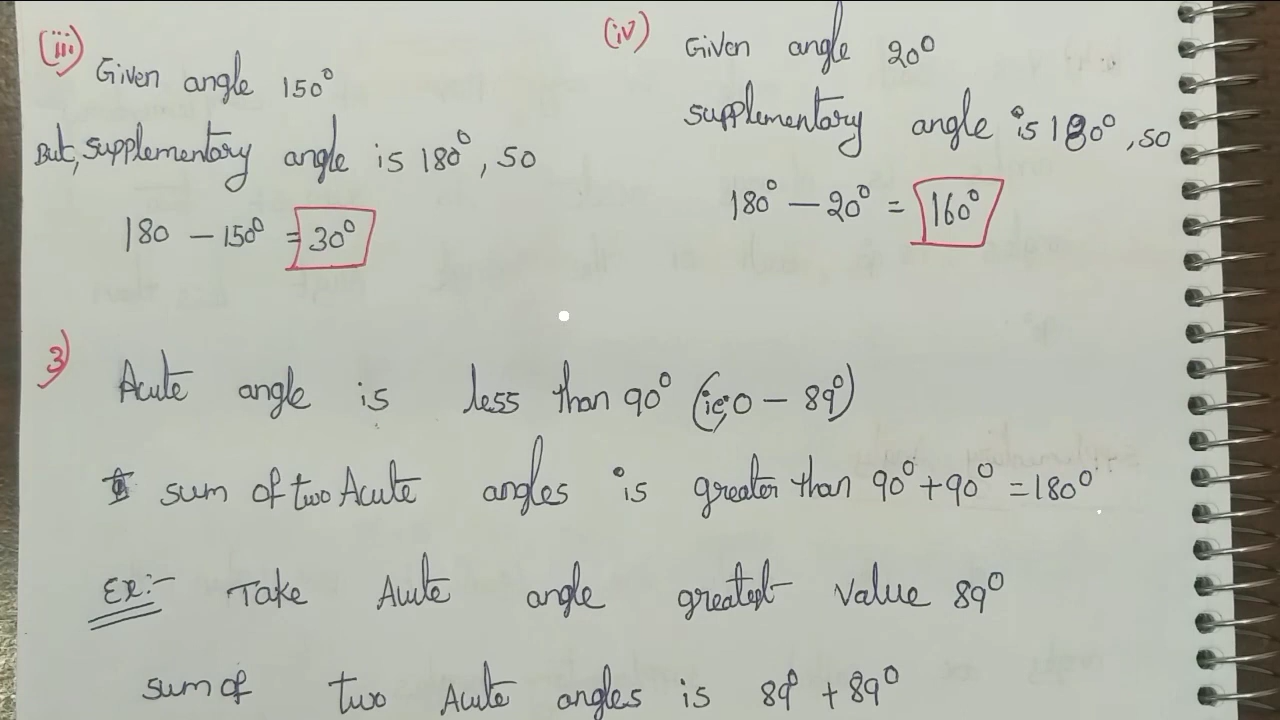 (iii) Given angle 150°
But, supplementary angle is 180°, so
180 - 150° = 30°
(iv) Given angle 20°
supplementary angle is 180°, so
180° - 20° = 160°
3) Acute angle is less than 90° (ie, 0 - 89°)
sum of two Acute angles is greater than 90° + 90° = 180°
Ex:- Take Acute angle greatest value 89°
sum of two Acute angles is 89° + 89°